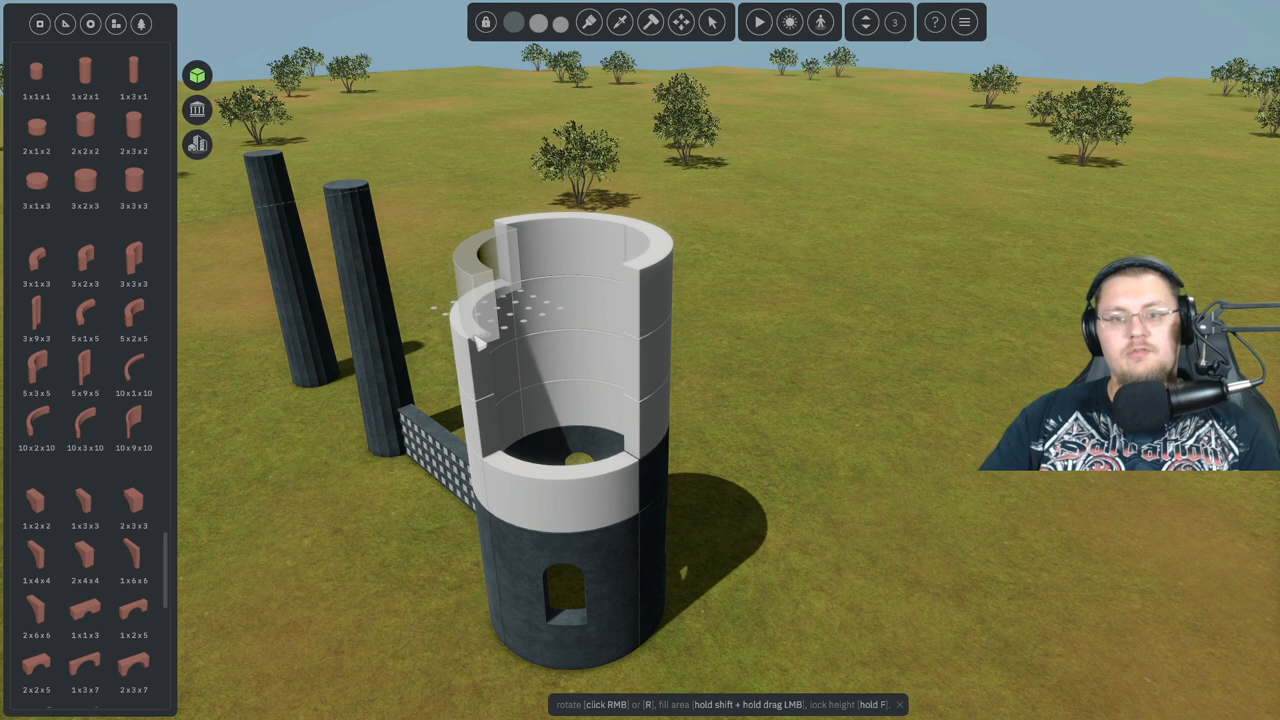 3
1x1x1 1x2x1 1x3x1
2x1x2 2x2x2 2x3x2
3x1x3 3x2x3 3x3x3
3x1x3 3x2x3 3x3x3
3x9x3 5x1x5 5x2x5
5x3x5 5x9x5 10x1x10
10x2x10 10x3x10 10x9x10
1x2x2 1x3x3 2x3x3
1x4x4 2x4x4 1x6x6
2x6x6 1x1x3 1x2x5
2x2x5 1x3x7 2x3x7
rotate [click RMB] or [R], fill area [hold shift + hold drag LMB], lock height [hold F].